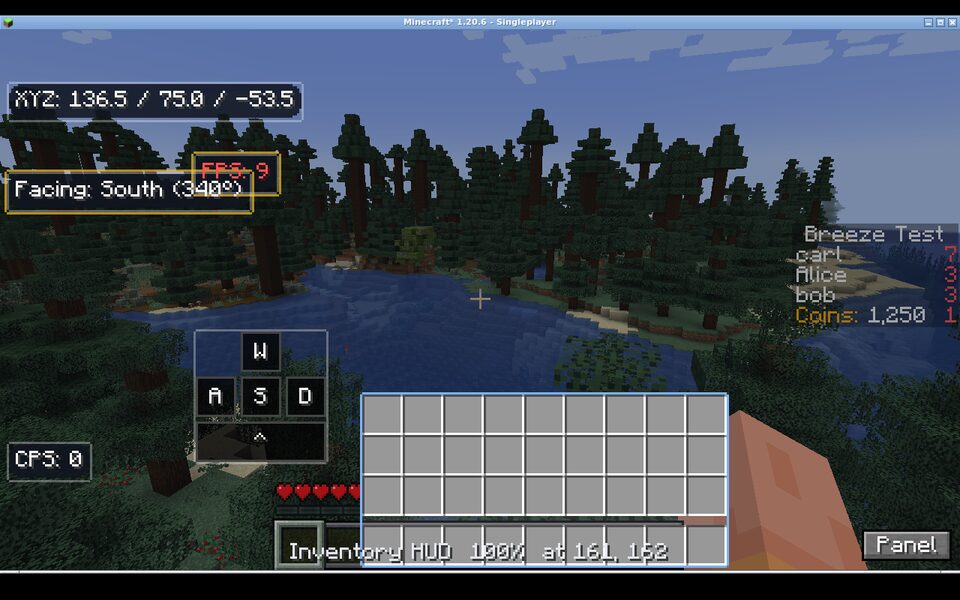 Minecraft* 1.20.6 - Singleplayer
XYZ: 136.5 / 75.0 / -53.5
FPS: 9
Facing: South (340°)
Breeze Test
carl 7
Alice 3
bob 3
Coins: 1,250 1
W
A S D
^
CPS: 0
Inventory HUD 100% at 161, 162
Panel